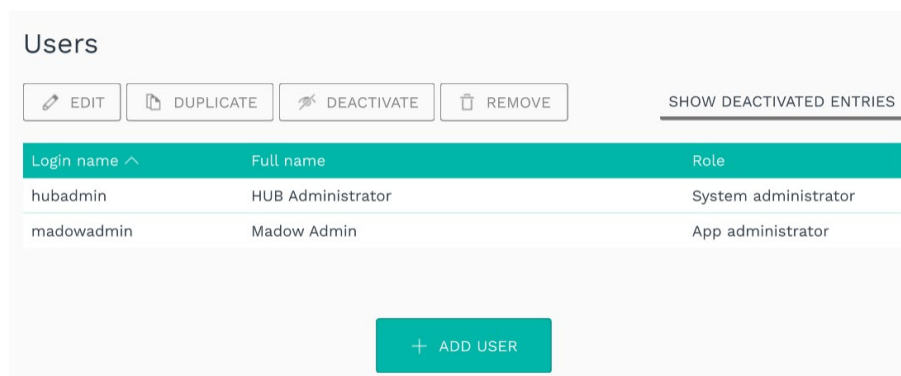 Users
EDIT DUPLICATE DEACTIVATE REMOVE SHOW DEACTIVATED ENTRIES
Login name Full name Role
hubadmin HUB Administrator System administrator
madowadmin Madow Admin App administrator
+ ADD USER